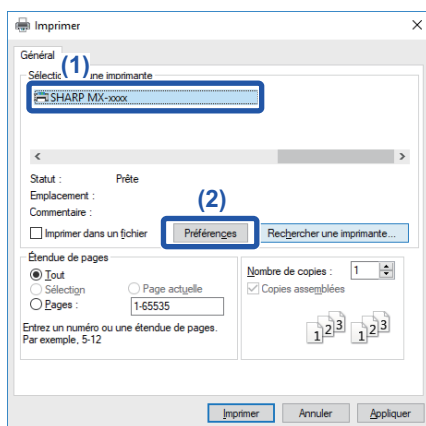 Imprimer
Général
(1)
Sélection d'une imprimante
SHARP MX-xxxx
Statut : Prête
Emplacement :
Commentaire :
(2)
Imprimer dans un fichier Préférences Rechercher une imprimante...
Étendue de pages
Tout
Sélection Page actuelle
Pages : 1-65535
Entrez un numéro ou une étendue de pages.
Par exemple, 5-12
Nombre de copies : 1
Copies assemblées
1 2 3 1 2 3
Imprimer Annuler Appliquer